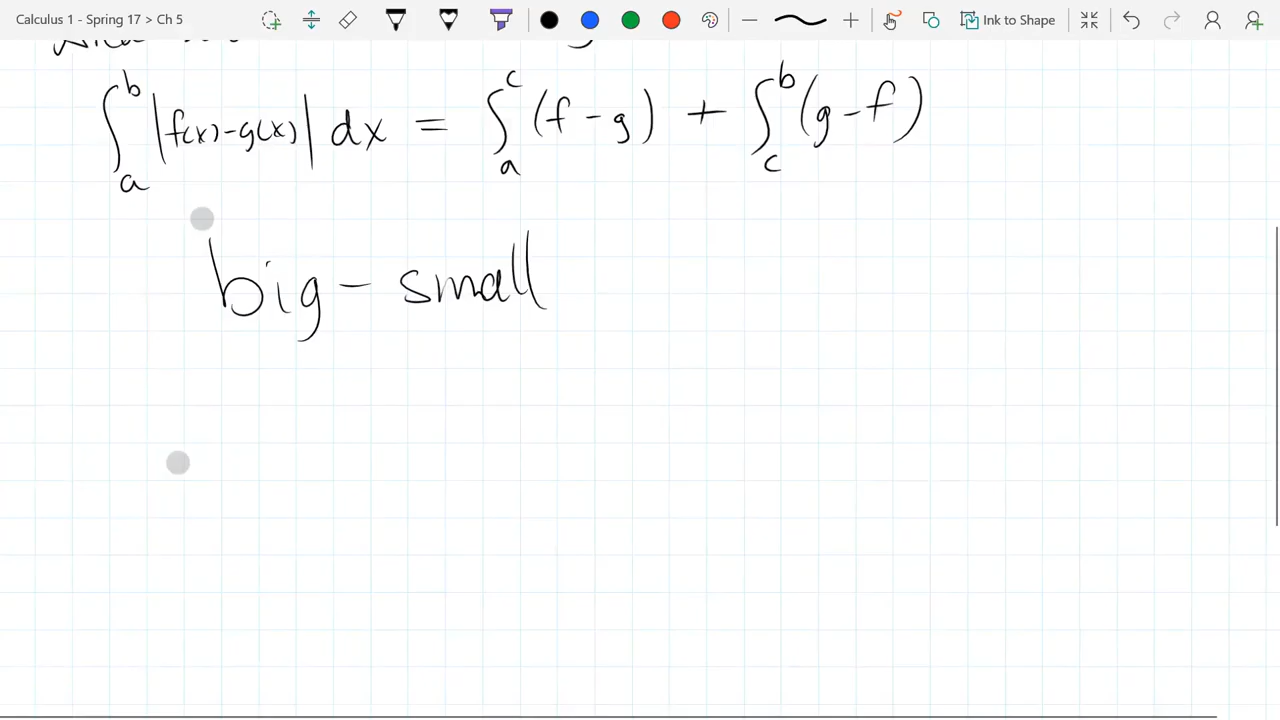 Calculus 1 - Spring 17 > Ch 5
Ink to Shape
∫_a^b |f(x)-g(x)| dx = ∫_a^c (f-g) + ∫_c^b (g-f)
big - small